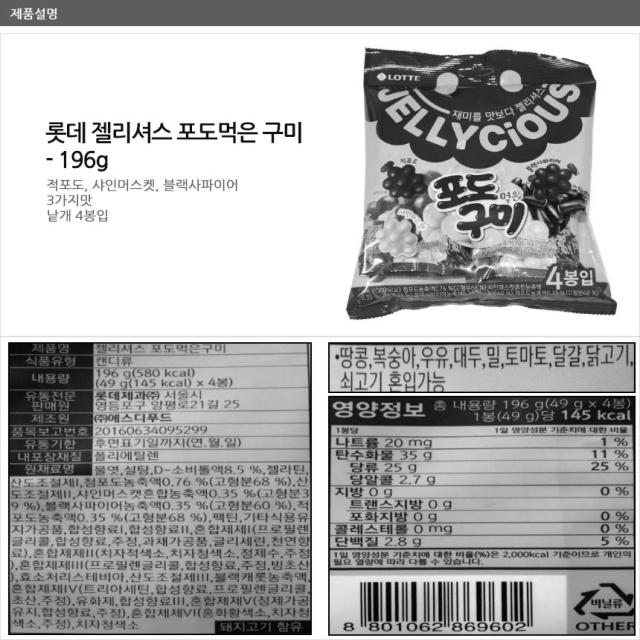 제품설명
롯데 젤리셔스 포도먹은 구미
- 196g
적포도, 샤인머스켓, 블랙사파이어
3가지맛
낱개 4봉입
LOTTE
재미를 맛보다 젤리셔스
JELLYCiOUS
적포도
블랙사파이어
포도
먹은
구미
4봉입
제품명 젤리셔스 포도먹은구미
식품유형 캔디류
내용량 196 g(580 kcal)
(49 g(145 kcal) x 4봉)
유통전문 롯데제과㈜ 서울시
판매원 영등포구 양평로21길 25
제조원 ㈜에스디푸드
품목보고번호 20160634095299
유통기한 후면표기일까지(연.월.일)
내포장재질 폴리에틸렌
원재료명 물엿,설탕,D-소비톨액8.5 %,젤라틴,
산도조절제I,적포도농축액0.76 %(고형분68 %),산
도조절제II,샤인머스캣혼합농축액0.35 %(고형분3
9 %),블랙사파이어농축액0.35 %(고형분60 %),적
포도농축액0.35 %(고형분68 %),펙틴,기타식용유
지가공품,합성향료I,합성향료II,혼합제제I(프로필렌
글리콜,합성향료,주정,과채가공품,글리세린,천연향
료),혼합제제II(치자적색소,치자청색소,정제수,주정
),혼합제제III(프로필렌글리콜,합성향료,주정,빙초산
),효소처리스테비아,산도조절제III,블랙캐롯농축액,
혼합제제IV(트리아세틴,합성향료,프로필렌글리콜,
초산,주정),유화제,합성향료III,혼합제제V(정제가공
유지,합성향료,주정),혼합제제VI(홍화황색소,치자청
색소,주정),치자청색소
돼지고기 함유
•땅콩,복숭아,우유,대두,밀,토마토,달걀,닭고기,
쇠고기 혼입가능
영양정보 총 내용량 196 g(49 g x 4봉)
1봉(49 g)당 145 kcal
1봉당 1일 영양성분 기준치에 대한 비율
나트륨 20 mg 1 %
탄수화물 35 g 11 %
당류 25 g 25 %
당알콜 2.7 g
지방 0 g 0 %
트랜스지방 0 g
포화지방 0 g 0 %
콜레스테롤 0 mg 0 %
단백질 2.8 g 5 %
1일 영양성분 기준치에 대한 비율(%)은 2,000kcal 기준이므로 개인의
필요 열량에 따라 다를 수 있습니다.
8 801062 869602
비닐류
OTHER